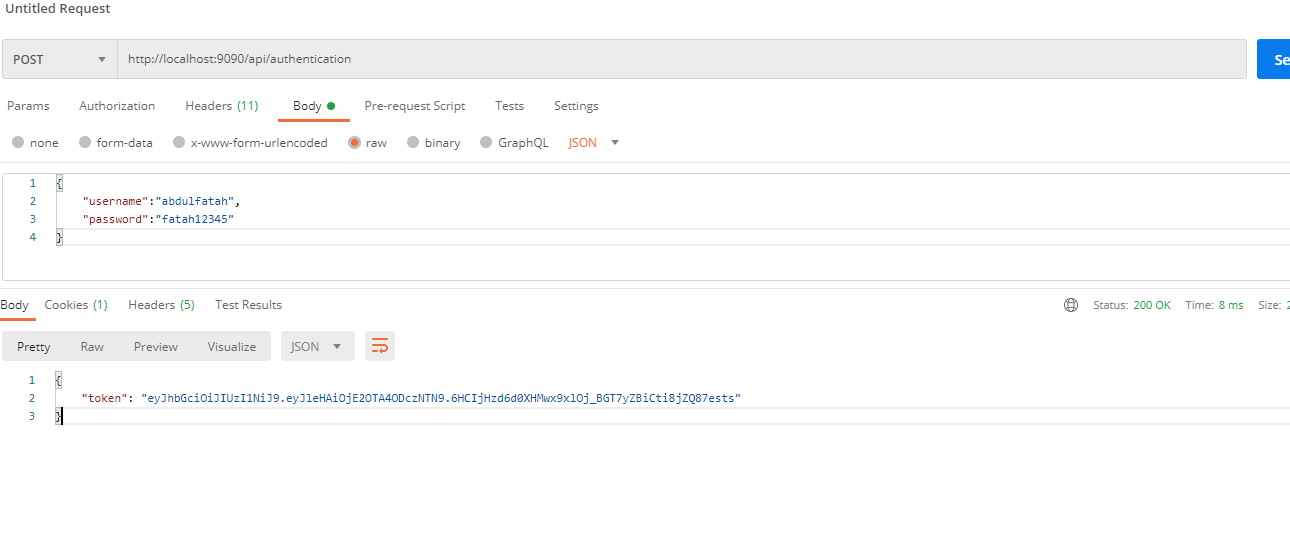 Untitled Request
POST http://localhost:9090/api/authentication Se
Params Authorization Headers (11) Body Pre-request Script Tests Settings
none form-data x-www-form-urlencoded raw binary GraphQL JSON
1 {
2 "username":"abdulfatah",
3 "password":"fatah12345"
4 }
Body Cookies (1) Headers (5) Test Results Status: 200 OK Time: 8 ms Size: 2
Pretty Raw Preview Visualize JSON
1 {
2 "token": "eyJhbGciOiJIUzI1NiJ9.eyJleHAiOjE2OTA4ODczNTN9.6HCIjHzd6d0XHMwx9xlOj_BGT7yZBiCti8jZQ87ests"
3 }